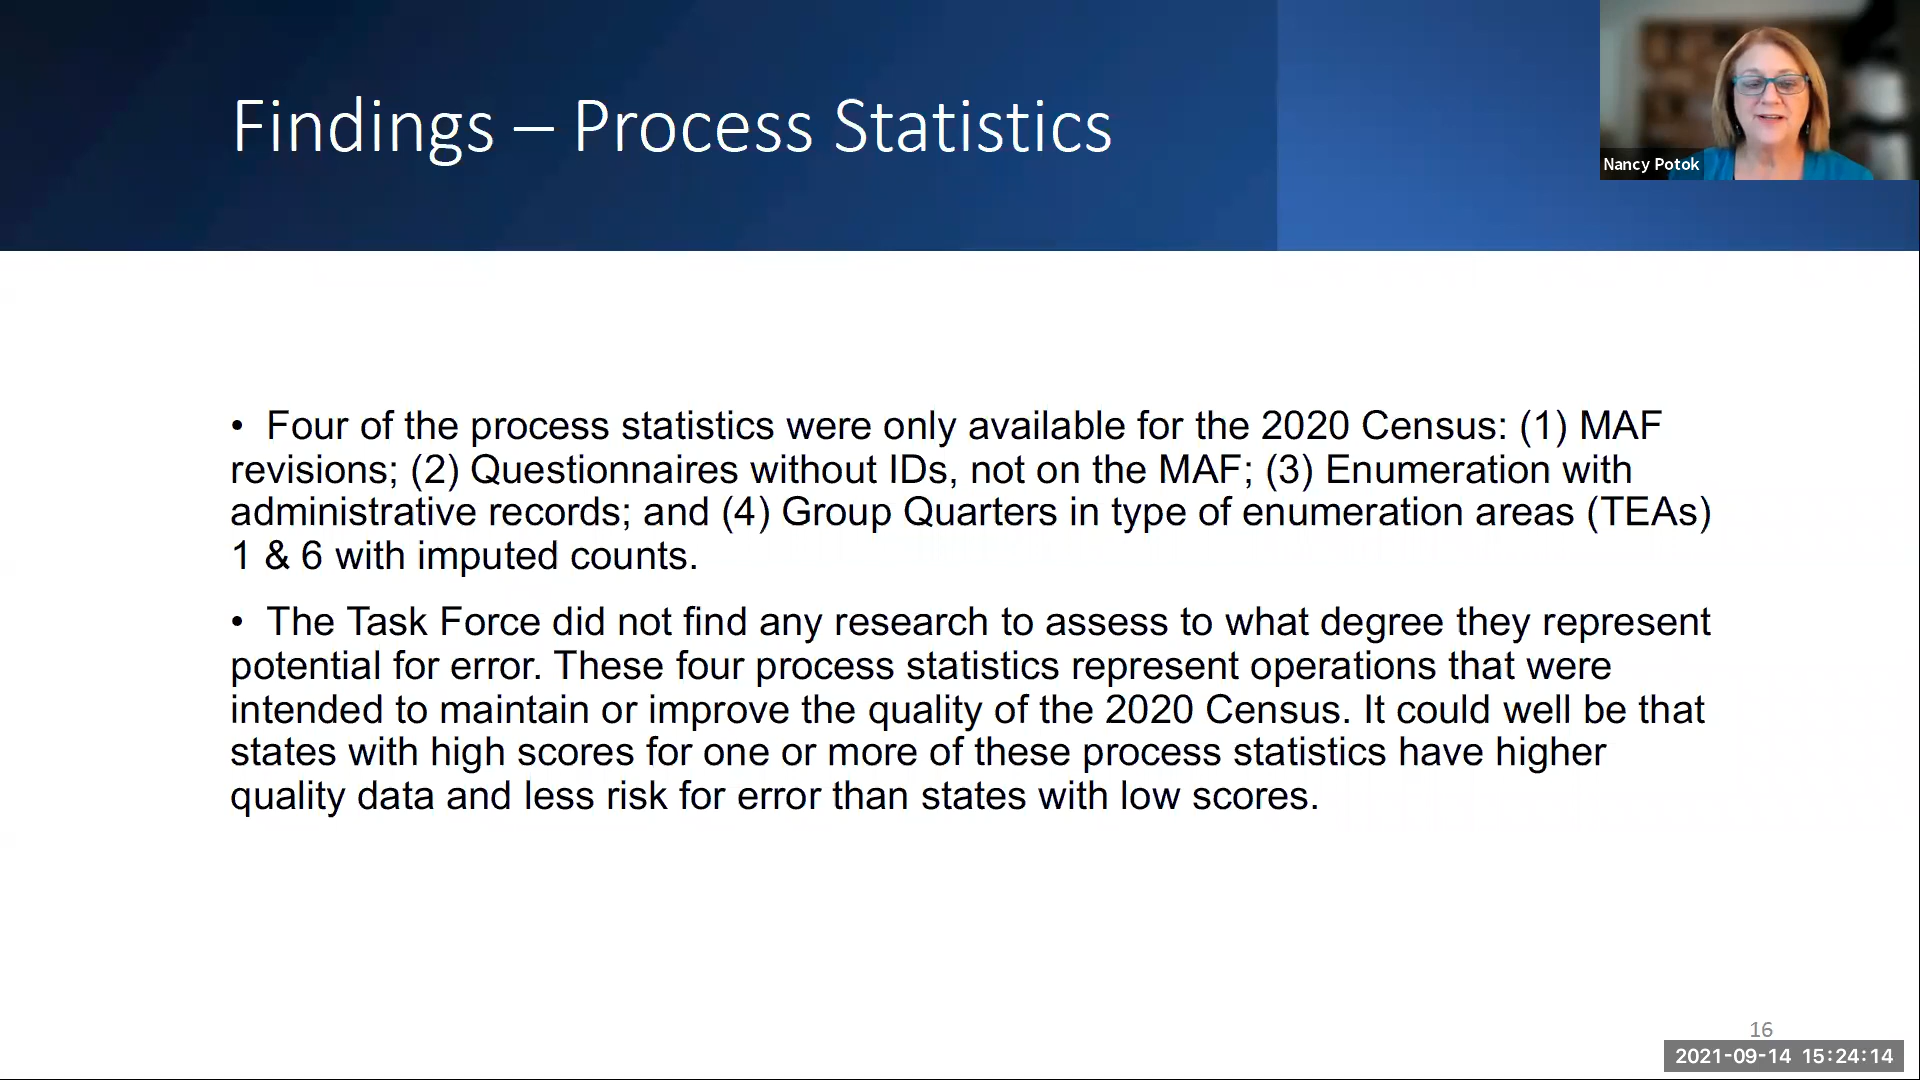 Findings – Process Statistics
Nancy Potok
• Four of the process statistics were only available for the 2020 Census: (1) MAF
revisions; (2) Questionnaires without IDs, not on the MAF; (3) Enumeration with
administrative records; and (4) Group Quarters in type of enumeration areas (TEAs)
1 & 6 with imputed counts.
• The Task Force did not find any research to assess to what degree they represent
potential for error. These four process statistics represent operations that were
intended to maintain or improve the quality of the 2020 Census. It could well be that
states with high scores for one or more of these process statistics have higher
quality data and less risk for error than states with low scores.
16
2021-09-14 15:24:14